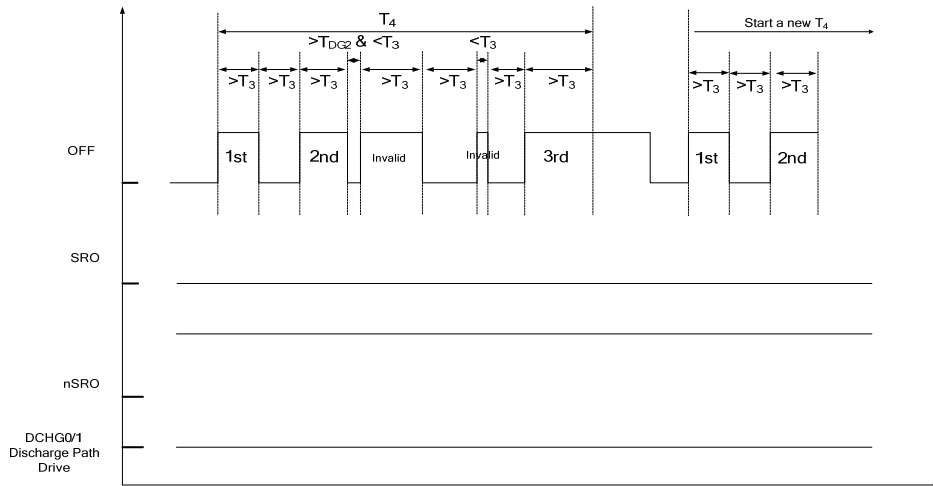 T4
Start a new T4
>TDG2 & <T3
<T3
>T3 >T3 >T3 >T3 >T3 >T3 >T3 >T3 >T3 >T3
OFF
1st 2nd Invalid Invalid 3rd 1st 2nd
SRO
nSRO
DCHG0/1
Discharge Path
Drive